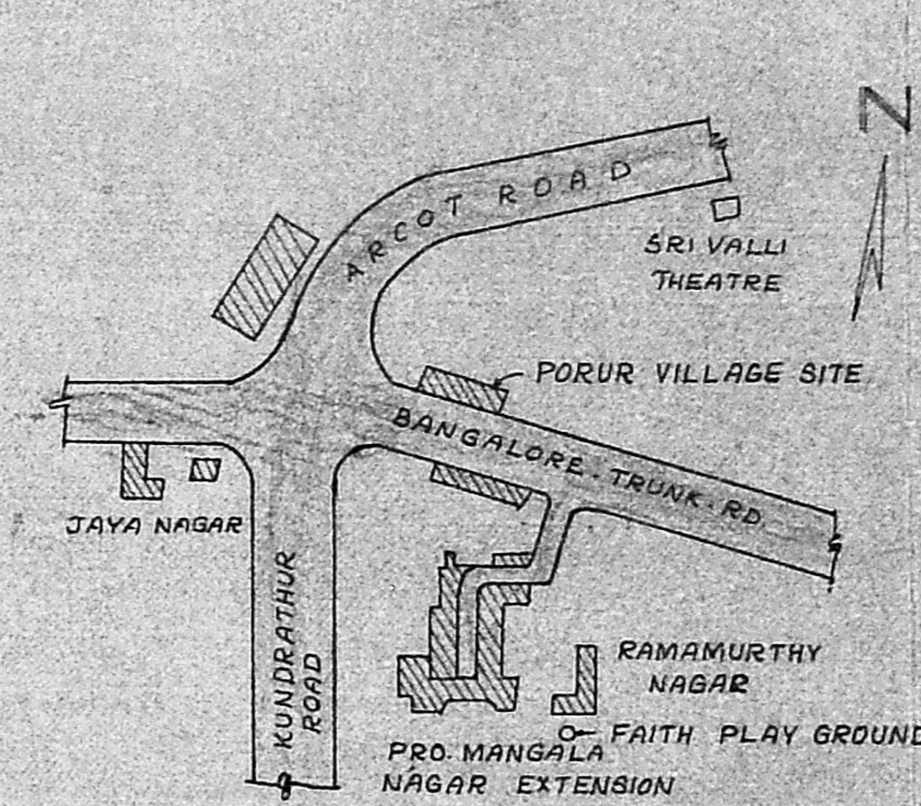 N
ARCOT ROAD
SRI VALLI
THEATRE
PORUR VILLAGE SITE
BANGALORE. TRUNK. RD.
JAYA NAGAR
KUNDRATHUR
ROAD
RAMAMURTHY
NAGAR
FAITH PLAY GROUND
PRO. MANGALA
NAGAR EXTENSION